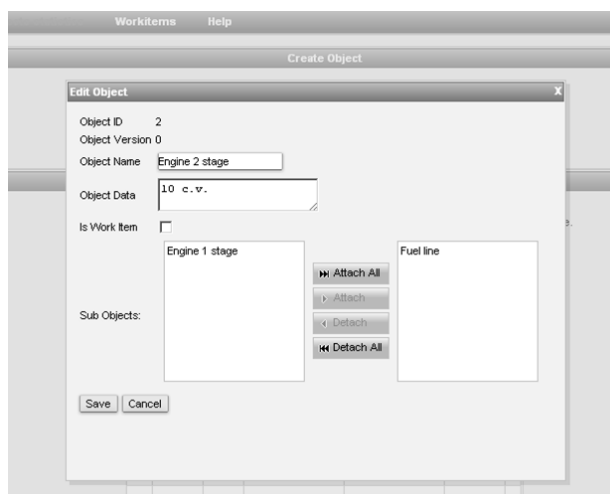 Workitems Help
Create Object
Edit Object X
Object ID 2
Object Version 0
Object Name Engine 2 stage
Object Data 10 c.v.
Is Work Item
Engine 1 stage Fuel line
Attach All
Attach
Sub Objects:
Detach
Detach All
Save Cancel